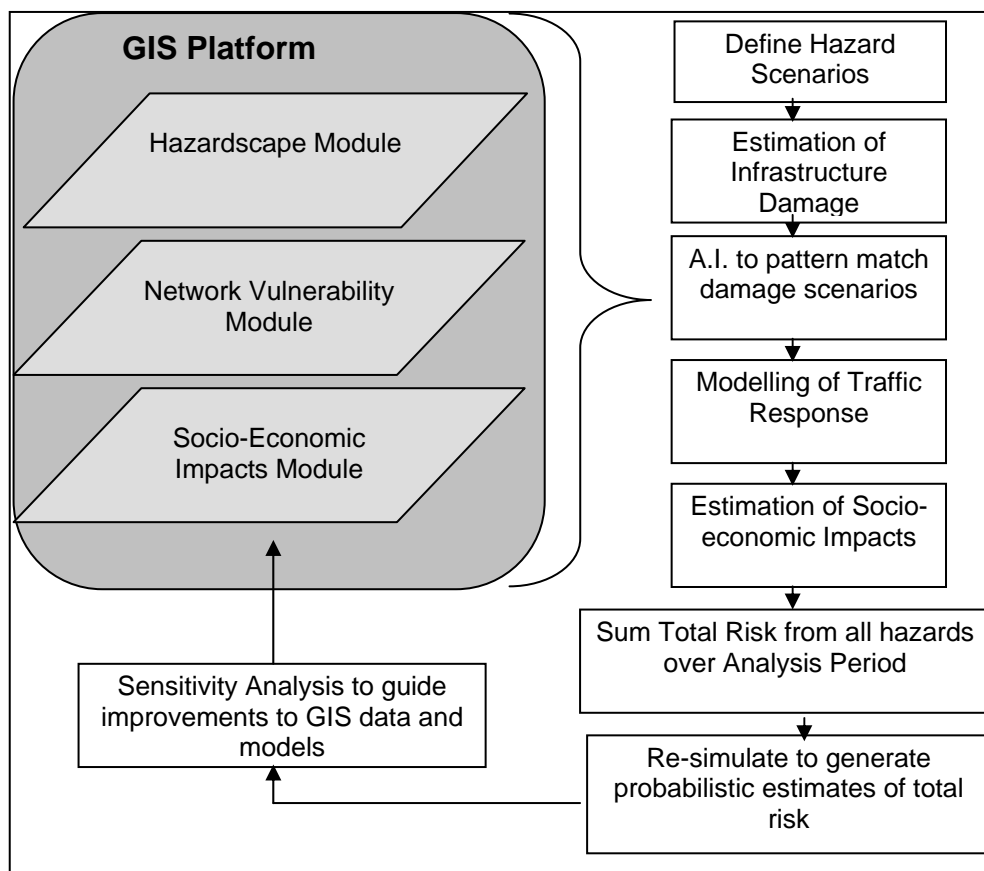 GIS Platform
Hazardscape Module
Network Vulnerability
Module
Socio-Economic
Impacts Module
Define Hazard
Scenarios
Estimation of
Infrastructure
Damage
A.I. to pattern match
damage scenarios
Modelling of Traffic
Response
Estimation of Socio-
economic Impacts
Sum Total Risk from all hazards
over Analysis Period
Re-simulate to generate
probabilistic estimates of total
risk
Sensitivity Analysis to guide
improvements to GIS data and
models